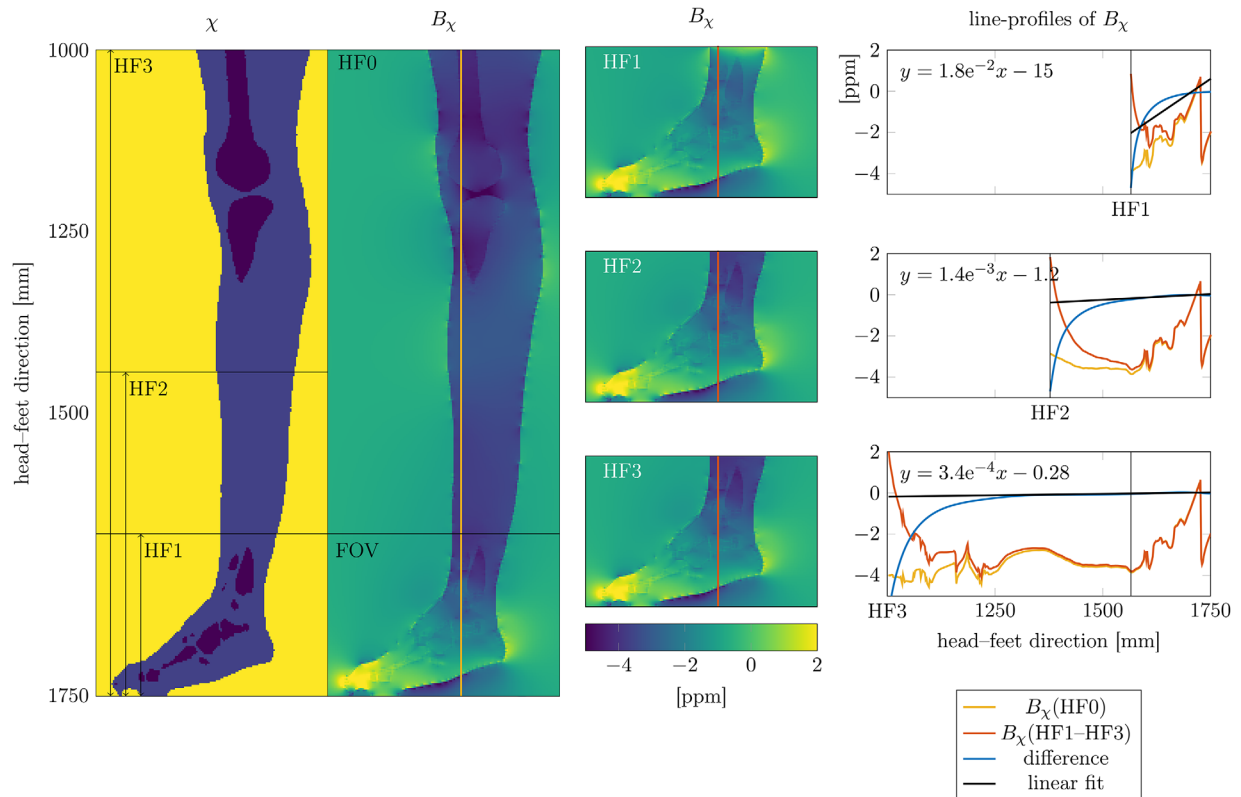 χ
B_χ
B_χ
line-profiles of B_χ
head–feet direction [mm]
1000
1250
1500
1750
HF3
HF2
HF1
HF0
FOV
HF1
HF2
HF3
−4
−2
0
2
[ppm]
[ppm]
2
0
−2
−4
y = 1.8e⁻²x − 15
HF1
2
0
−2
−4
y = 1.4e⁻³x − 1.2
HF2
2
0
−2
−4
y = 3.4e⁻⁴x − 0.28
HF3
1250
1500
1750
head–feet direction [mm]
B_χ(HF0)
B_χ(HF1–HF3)
difference
linear fit